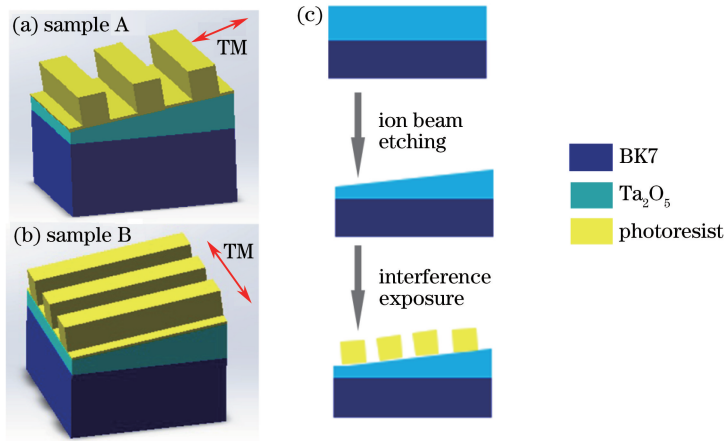 (a) sample A
TM
(b) sample B
TM
(c)
ion beam
etching
interference
exposure
BK7
Ta₂O₅
photoresist